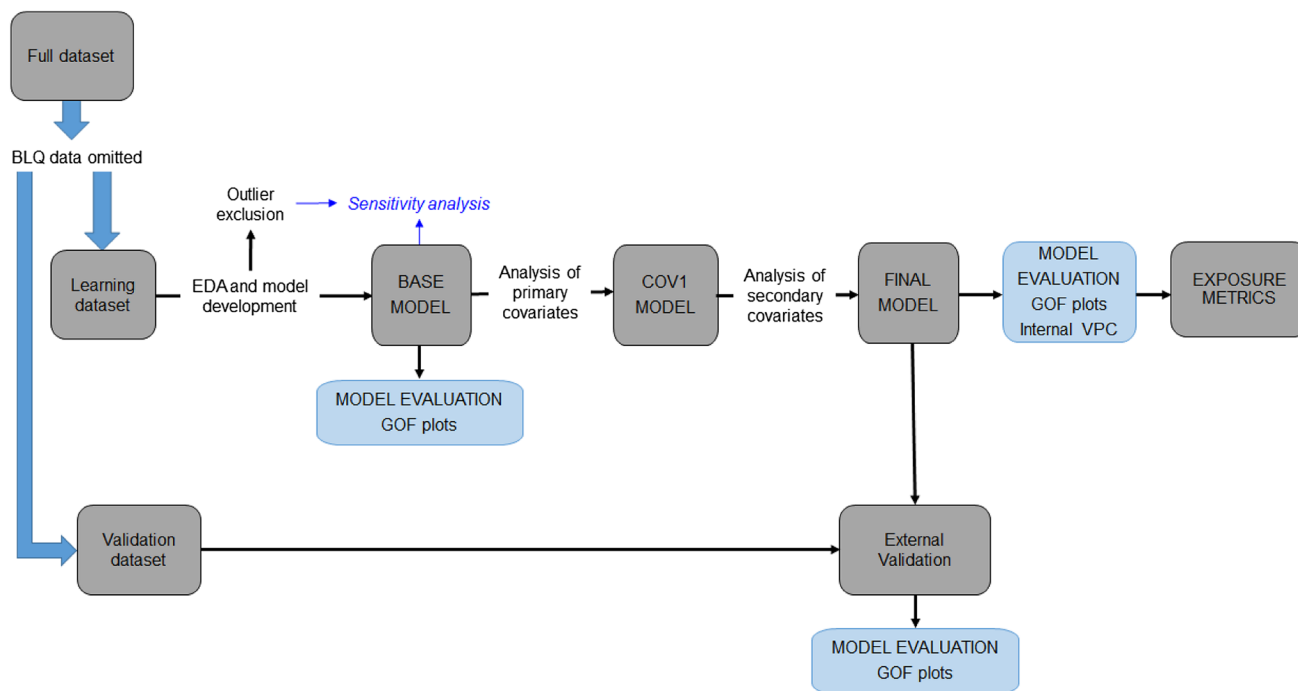 Full dataset
BLQ data omitted
Outlier
exclusion
Sensitivity analysis
Learning
dataset
EDA and model
development
BASE
MODEL
Analysis of
primary
covariates
COV1
MODEL
Analysis of
secondary
covariates
FINAL
MODEL
MODEL
EVALUATION
GOF plots
Internal VPC
EXPOSURE
METRICS
MODEL EVALUATION
GOF plots
Validation
dataset
External
Validation
MODEL EVALUATION
GOF plots